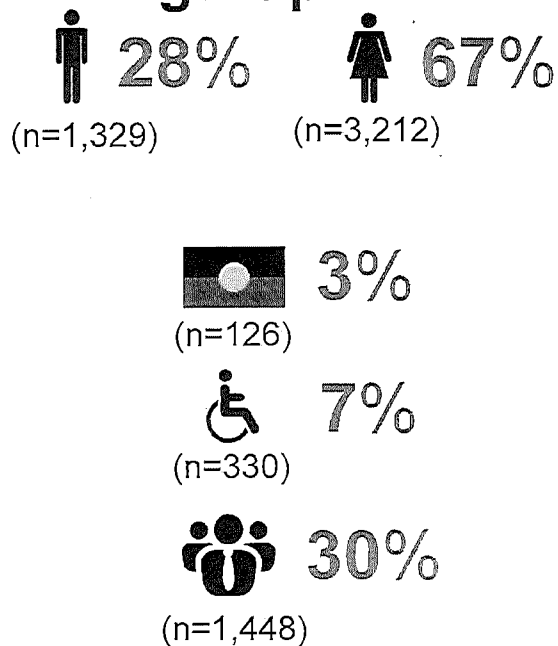 28% 67%
(n=1,329) (n=3,212)
3%
(n=126)
7%
(n=330)
30%
(n=1,448)